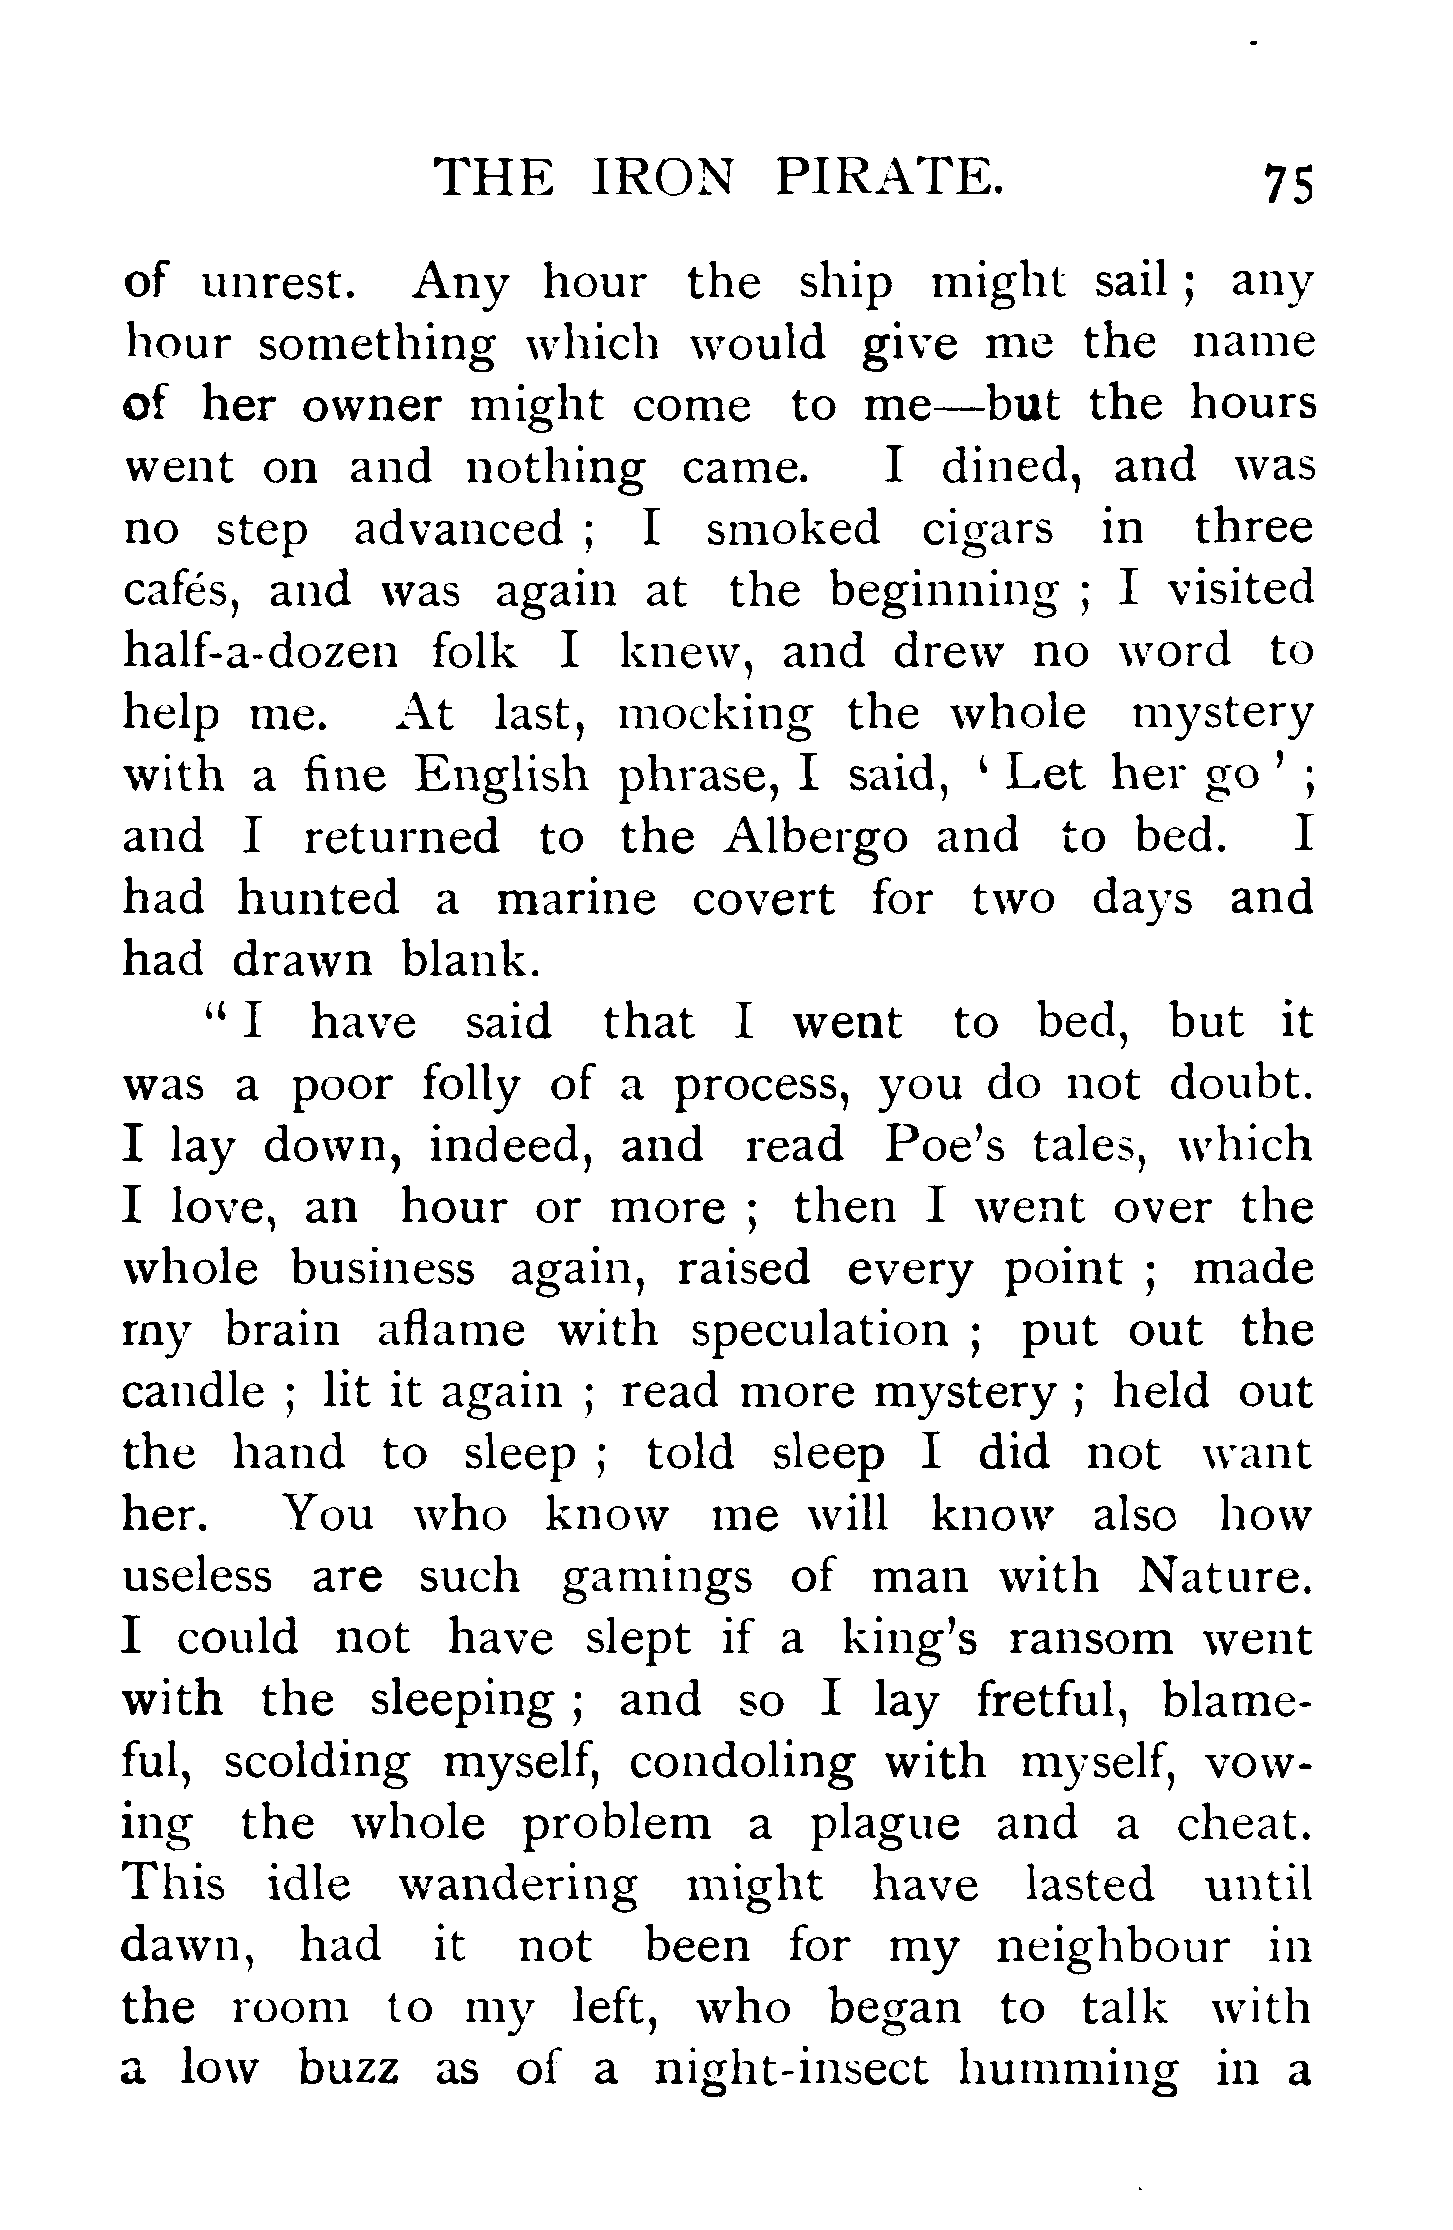 THE IRON PIRATE. 75
of unrest. Any hour the ship might sail ; any
hour something which would give me the name
of her owner might come to me—but the hours
went on and nothing came. I dined, and was
no step advanced ; I smoked cigars in three
cafés, and was again at the beginning ; I visited
half-a-dozen folk I knew, and drew no word to
help me. At last, mocking the whole mystery
with a fine English phrase, I said, ‘ Let her go ’ ;
and I returned to the Albergo and to bed. I
had hunted a marine covert for two days and
had drawn blank.
“ I have said that I went to bed, but it
was a poor folly of a process, you do not doubt.
I lay down, indeed, and read Poe’s tales, which
I love, an hour or more ; then I went over the
whole business again, raised every point ; made
my brain aflame with speculation ; put out the
candle ; lit it again ; read more mystery ; held out
the hand to sleep ; told sleep I did not want
her. You who know me will know also how
useless are such gamings of man with Nature.
I could not have slept if a king’s ransom went
with the sleeping ; and so I lay fretful, blame-
ful, scolding myself, condoling with myself, vow-
ing the whole problem a plague and a cheat.
This idle wandering might have lasted until
dawn, had it not been for my neighbour in
the room to my left, who began to talk with
a low buzz as of a night-insect humming in a